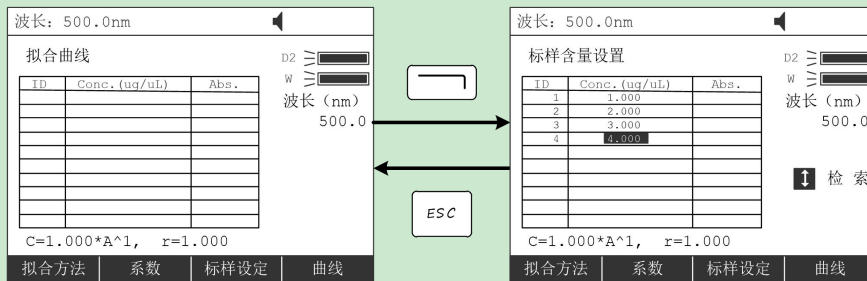 波长: 500.0nm
拟合曲线
ID Conc.(ug/uL) Abs.
D2
W
波长（nm）
500.0
C=1.000*A^1, r=1.000
拟合方法 系数 标样设定 曲线
ESC
波长: 500.0nm
标样含量设置
ID Conc.(ug/uL) Abs.
1 1.000
2 2.000
3 3.000
4 4.000
D2
W
波长（nm）
500.0
检 索
C=1.000*A^1, r=1.000
拟合方法 系数 标样设定 曲线